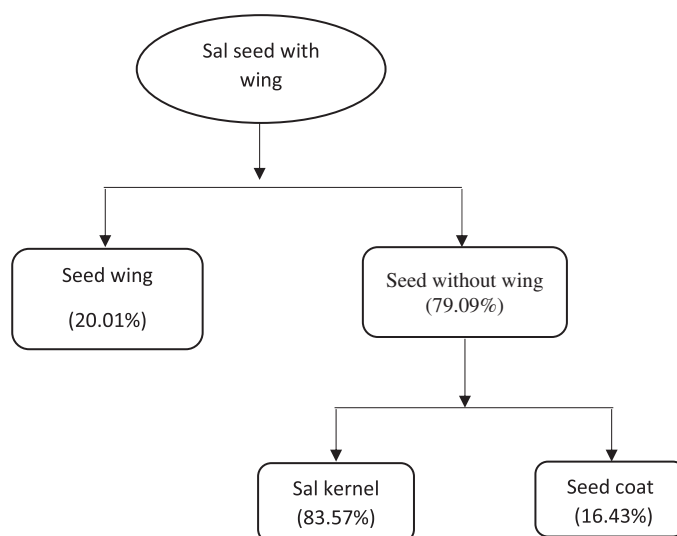 Sal seed with
wing
Seed wing
(20.01%)
Seed without wing
(79.09%)
Sal kernel
(83.57%)
Seed coat
(16.43%)